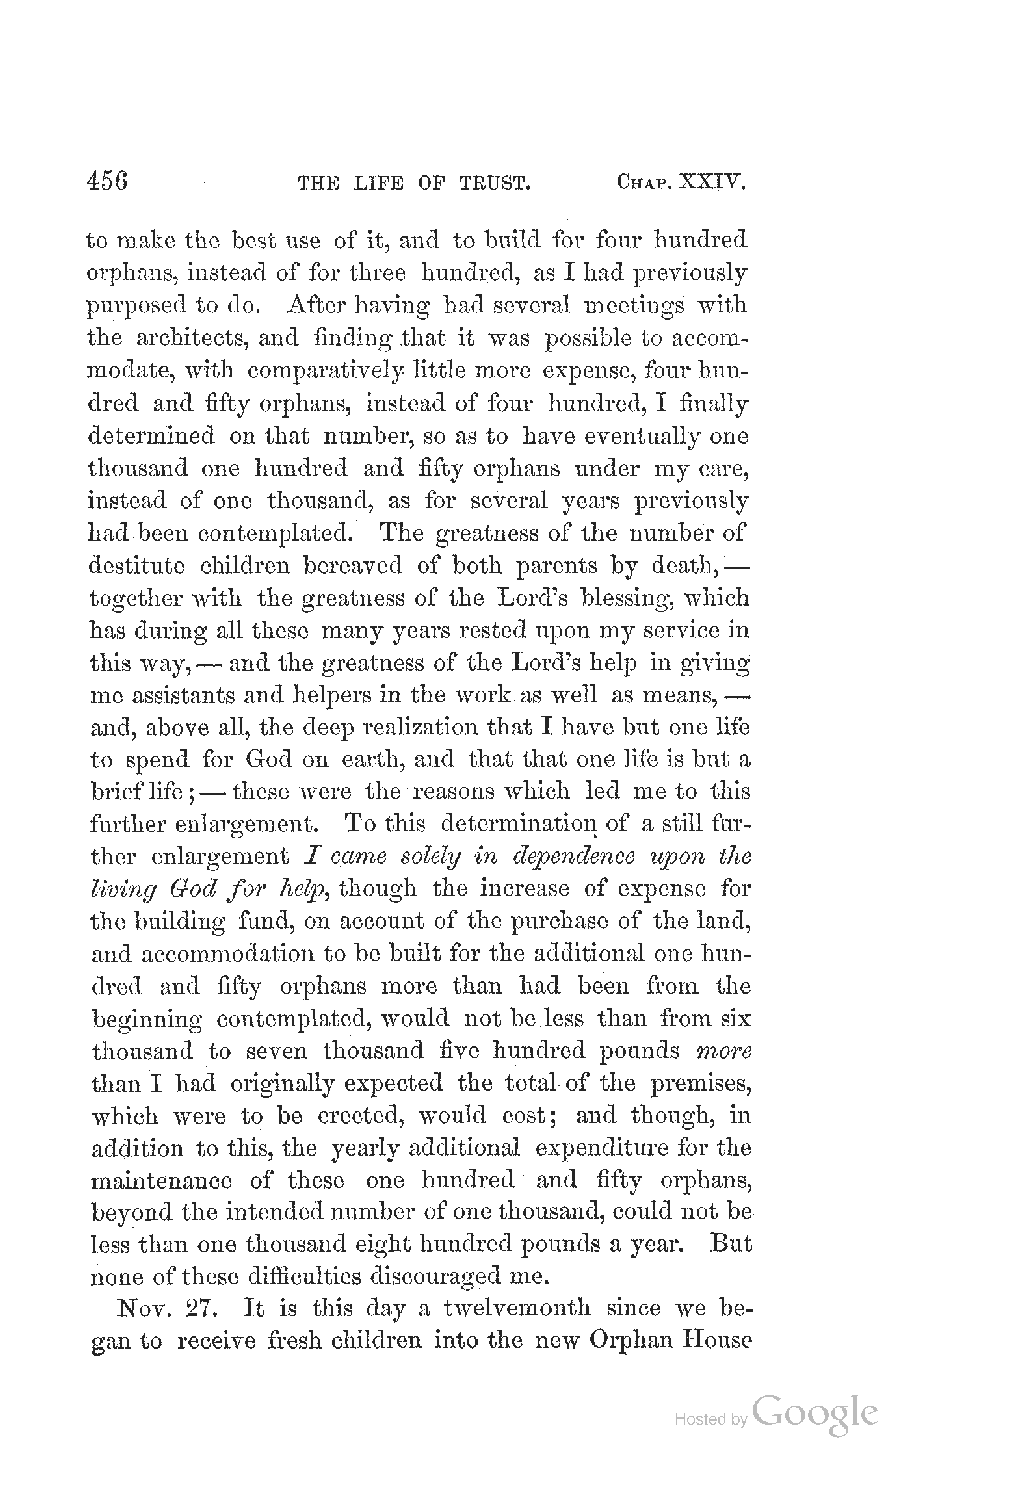 456 THE LIFE OF TRUST. CHAP. XXIV.
to make the best use of it, and to build for four hundred
orphans, instead of for three hundred, as I had previously
purposed to do. After having had several meetings with
the architects, and finding that it was possible to accom-
modate, with comparatively little more expense, four hun-
dred and fifty orphans, instead of four hundred, I finally
determined on that number, so as to have eventually one
thousand one hundred and fifty orphans under my care,
instead of one thousand, as for several years previously
had been contemplated. The greatness of the number of
destitute children bereaved of both parents by death,—
together with the greatness of the Lord's blessing, which
has during all these many years rested upon my service in
this way,— and the greatness of the Lord's help in giving
me assistants and helpers in the work as well as means,—
and, above all, the deep realization that I have but one life
to spend for God on earth, and that that one life is but a
brief life;— these were the reasons which led me to this
further enlargement. To this determination of a still fur-
ther enlargement I came solely in dependence upon the
living God for help, though the increase of expense for
the building fund, on account of the purchase of the land,
and accommodation to be built for the additional one hun-
dred and fifty orphans more than had been from the
beginning contemplated, would not be less than from six
thousand to seven thousand five hundred pounds more
than I had originally expected the total of the premises,
which were to be erected, would cost; and though, in
addition to this, the yearly additional expenditure for the
maintenance of these one hundred and fifty orphans,
beyond the intended number of one thousand, could not be
less than one thousand eight hundred pounds a year. But
none of these difficulties discouraged me.
Nov. 27. It is this day a twelvemonth since we be-
gan to receive fresh children into the new Orphan House
Hosted by Google